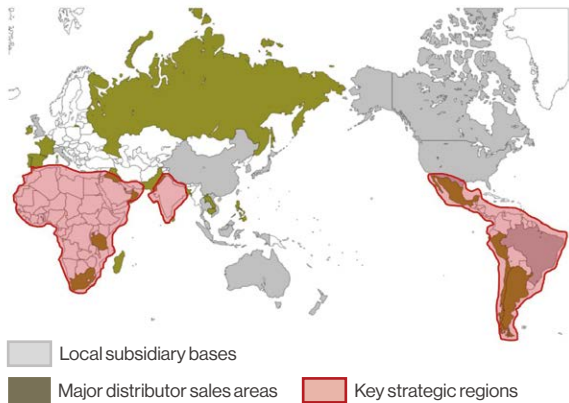 Local subsidiary bases
Major distributor sales areas
Key strategic regions